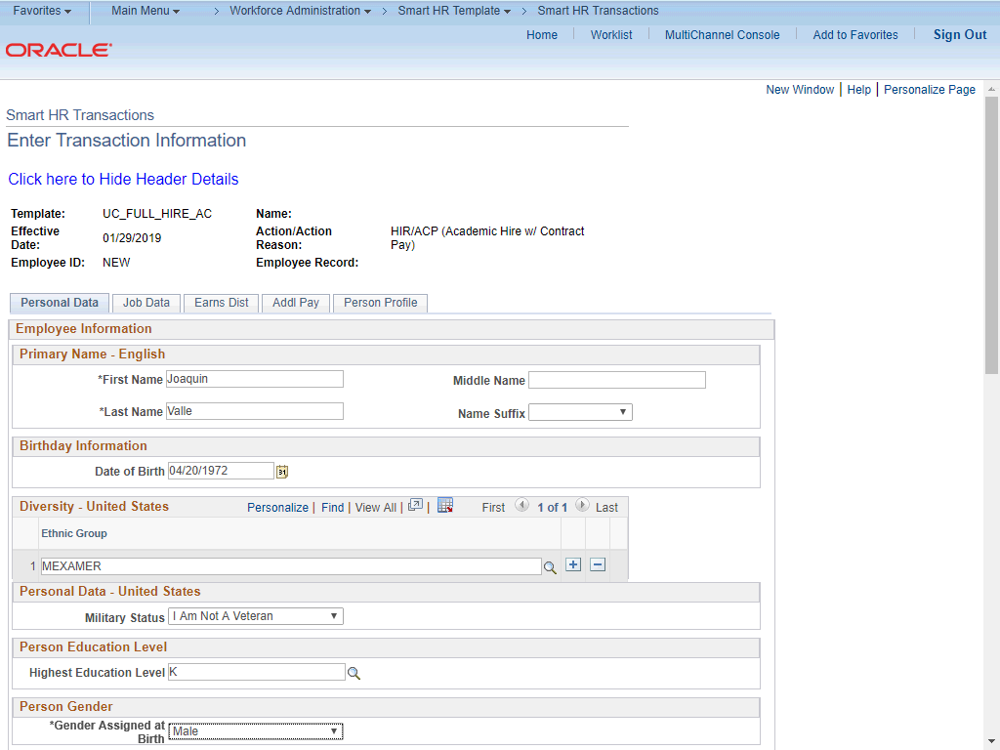 Favorites
Main Menu
> Workforce Administration > Smart HR Template > Smart HR Transactions
Home Worklist MultiChannel Console Add to Favorites Sign Out
ORACLE
New Window | Help | Personalize Page
Smart HR Transactions
Enter Transaction Information
Click here to Hide Header Details
Template: UC_FULL_HIRE_AC Name:
Effective Date: 01/29/2019 Action/Action Reason: HIR/ACP (Academic Hire w/ Contract Pay)
Employee ID: NEW Employee Record:
Personal Data Job Data Earns Dist Addl Pay Person Profile
Employee Information
Primary Name - English
*First Name Joaquin Middle Name
*Last Name Valle Name Suffix
Birthday Information
Date of Birth 04/20/1972 31
Diversity - United States Personalize | Find | View All | | First 1 of 1 Last
Ethnic Group
1 MEXAMER
Personal Data - United States
Military Status I Am Not A Veteran
Person Education Level
Highest Education Level K
Person Gender
*Gender Assigned at Birth Male